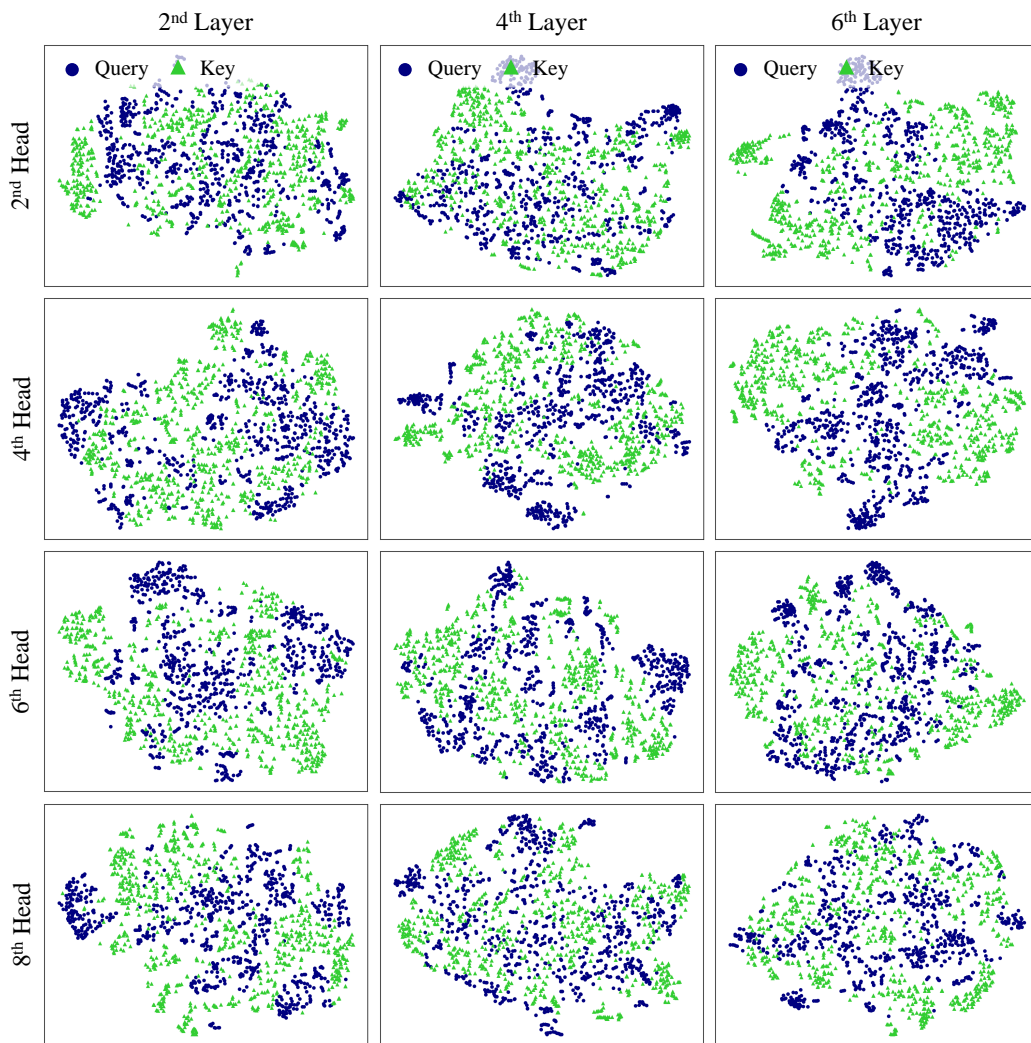 2nd Layer
4th Layer
6th Layer
Query Key
Query Key
Query Key
2nd Head
4th Head
6th Head
8th Head